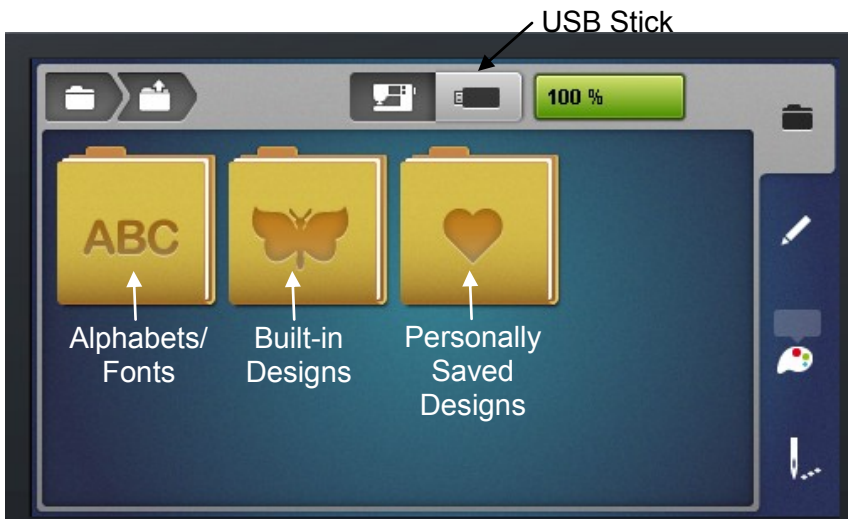 USB Stick
100 %
ABC
Alphabets/
Fonts
Built-in
Designs
Personally
Saved
Designs